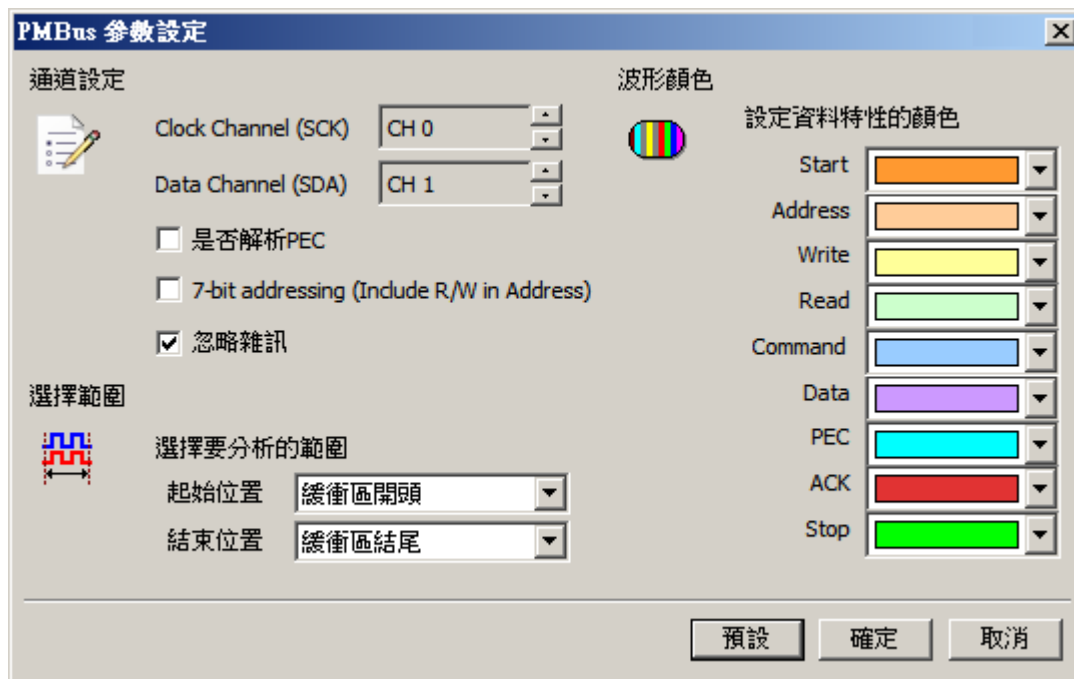 PMBus 參數設定
通道設定
Clock Channel (SCK) CH 0
Data Channel (SDA) CH 1
是否解析PEC
7-bit addressing (Include R/W in Address)
忽略雜訊
選擇範圍
選擇要分析的範圍
起始位置 緩衝區開頭
結束位置 緩衝區結尾
波形顏色
設定資料特性的顏色
Start
Address
Write
Read
Command
Data
PEC
ACK
Stop
預設 確定 取消